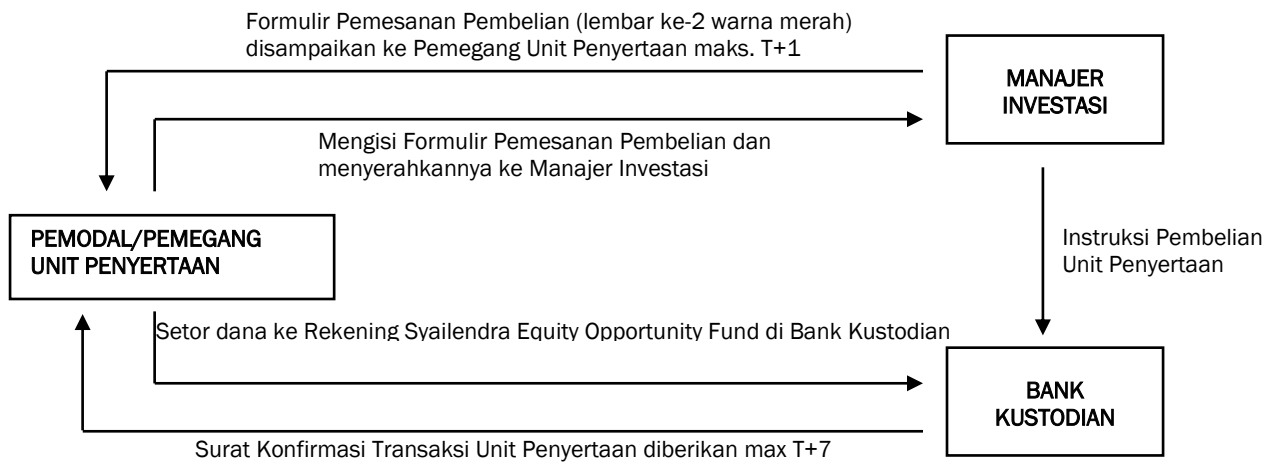 Formulir Pemesanan Pembelian (lembar ke-2 warna merah)
disampaikan ke Pemegang Unit Penyertaan maks. T+1
MANAJER
INVESTASI
Mengisi Formulir Pemesanan Pembelian dan
menyerahkannya ke Manajer Investasi
PEMODAL/PEMEGANG
UNIT PENYERTAAN
Instruksi Pembelian
Unit Penyertaan
Setor dana ke Rekening Syailendra Equity Opportunity Fund di Bank Kustodian
BANK
KUSTODIAN
Surat Konfirmasi Transaksi Unit Penyertaan diberikan max T+7